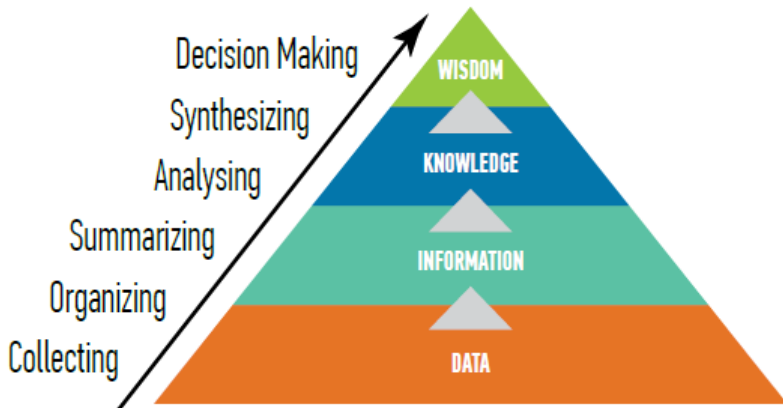 Decision Making
WISDOM
Synthesizing
Analysing
KNOWLEDGE
Summarizing
INFORMATION
Organizing
Collecting
DATA